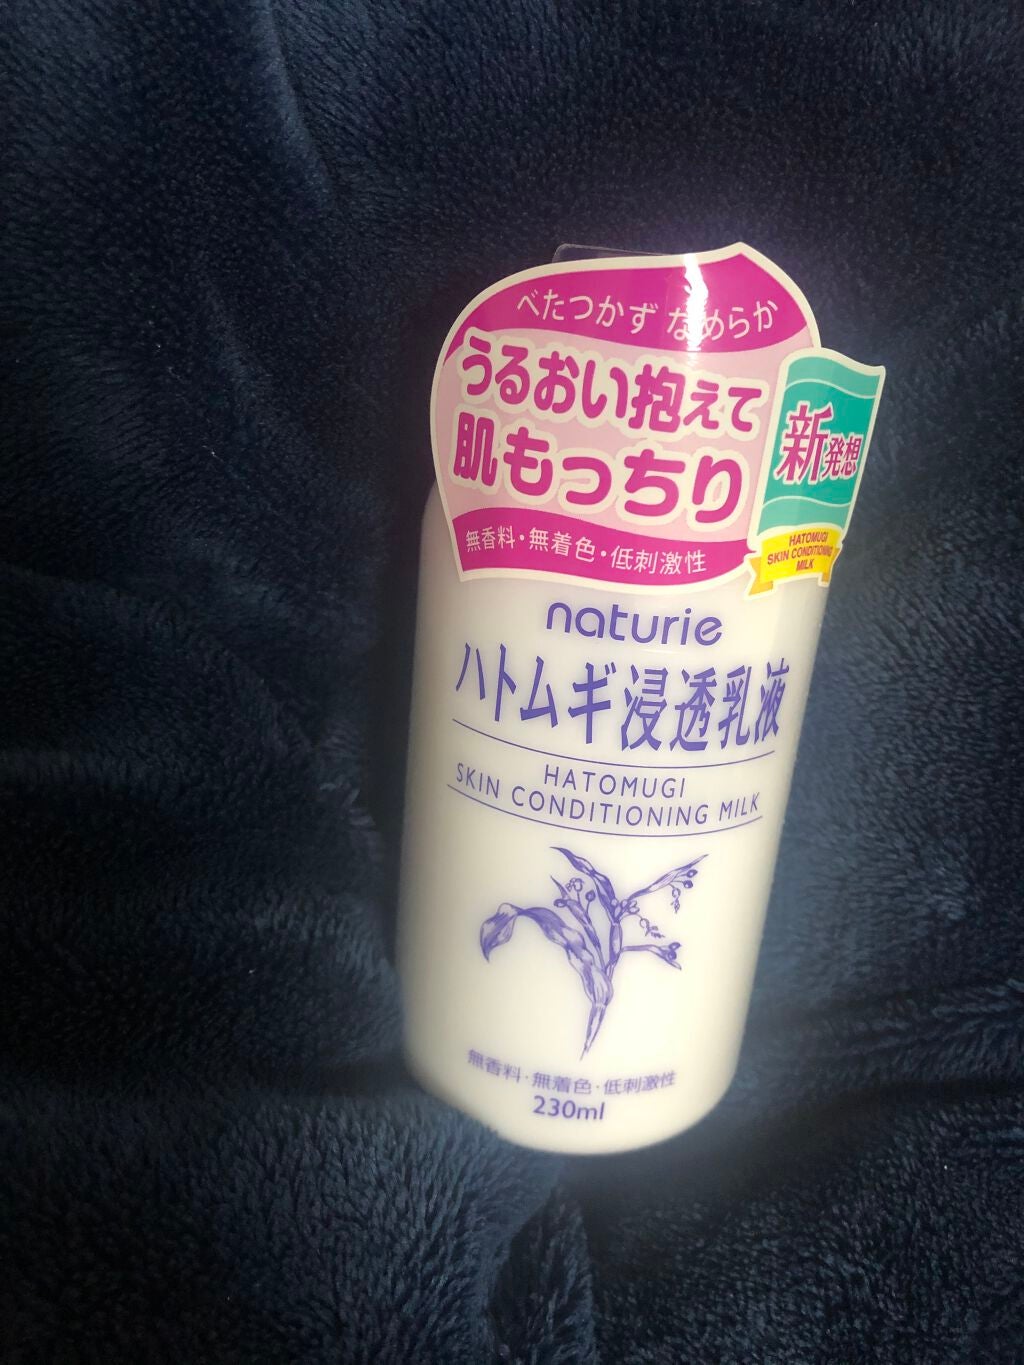 べたつかず なめらか
うるおい抱えて
肌もっちり
無香料・無着色・低刺激性
新発想
HATOMUGI
SKIN CONDITIONING
MILK
naturie
ハトムギ浸透乳液
HATOMUGI
SKIN CONDITIONING MILK
無香料・無着色・低刺激性
230ml